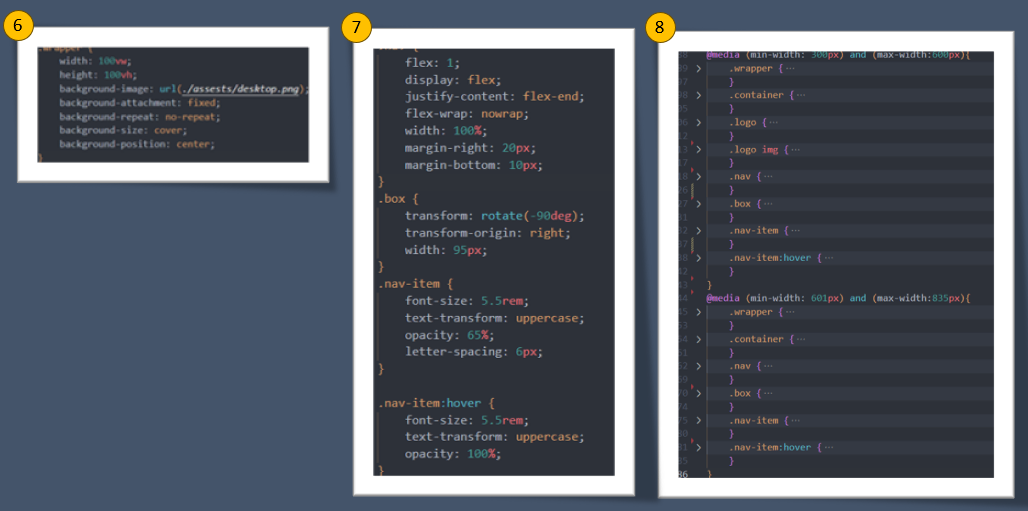 6
.wrapper {
width: 100vw;
height: 100vh;
background-image: url(./assests/desktop.png);
background-attachment: fixed;
background-repeat: no-repeat;
background-size: cover;
background-position: center;
}
7
flex: 1;
display: flex;
justify-content: flex-end;
flex-wrap: nowrap;
width: 100%;
margin-right: 20px;
margin-bottom: 10px;
}
.box {
transform: rotate(-90deg);
transform-origin: right;
width: 95px;
}
.nav-item {
font-size: 5.5rem;
text-transform: uppercase;
opacity: 65%;
letter-spacing: 6px;
}
.nav-item:hover {
font-size: 5.5rem;
text-transform: uppercase;
opacity: 100%;
}
8
@media (min-width: 300px) and (max-width:600px){
> .wrapper {···
}
> .container {···
}
> .logo {···
}
> .logo img {···
}
> .nav {···
}
> .box {···
}
> .nav-item {···
}
> .nav-item:hover {···
}
}
@media (min-width: 601px) and (max-width:835px){
> .wrapper {···
}
> .container {···
}
> .nav {···
}
> .box {···
}
> .nav-item {···
}
> .nav-item:hover {···
}
86 }